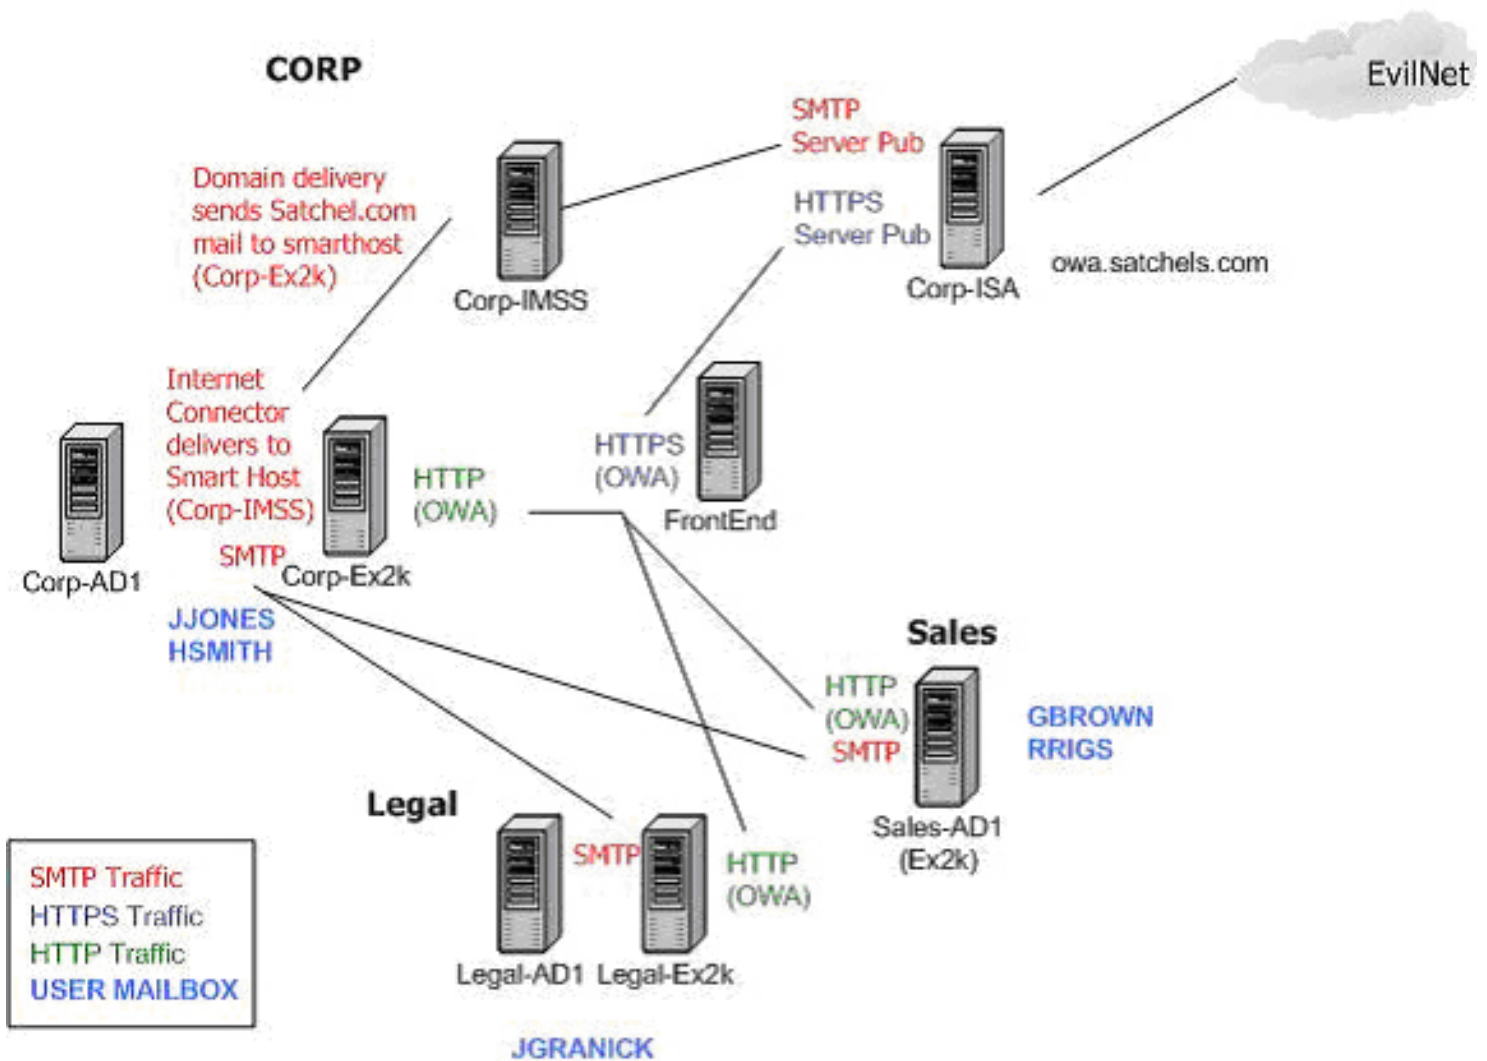 CORP
EvilNet
SMTP
Server Pub
Domain delivery
sends Satchel.com
mail to smarthost
(Corp-Ex2k)
HTTPS
Server Pub
owa.satchels.com
Corp-IMSS
Corp-ISA
Internet
Connector
delivers to
Smart Host
(Corp-IMSS)
HTTP
(OWA)
HTTPS
(OWA)
FrontEnd
SMTP
Corp-AD1
Corp-Ex2k
JJONES
HSMITH
Sales
HTTP
(OWA)
SMTP
GBROWN
RRIGS
Sales-AD1
(Ex2k)
Legal
SMTP
HTTP
(OWA)
Legal-AD1
Legal-Ex2k
JGRANICK
SMTP Traffic
HTTPS Traffic
HTTP Traffic
USER MAILBOX